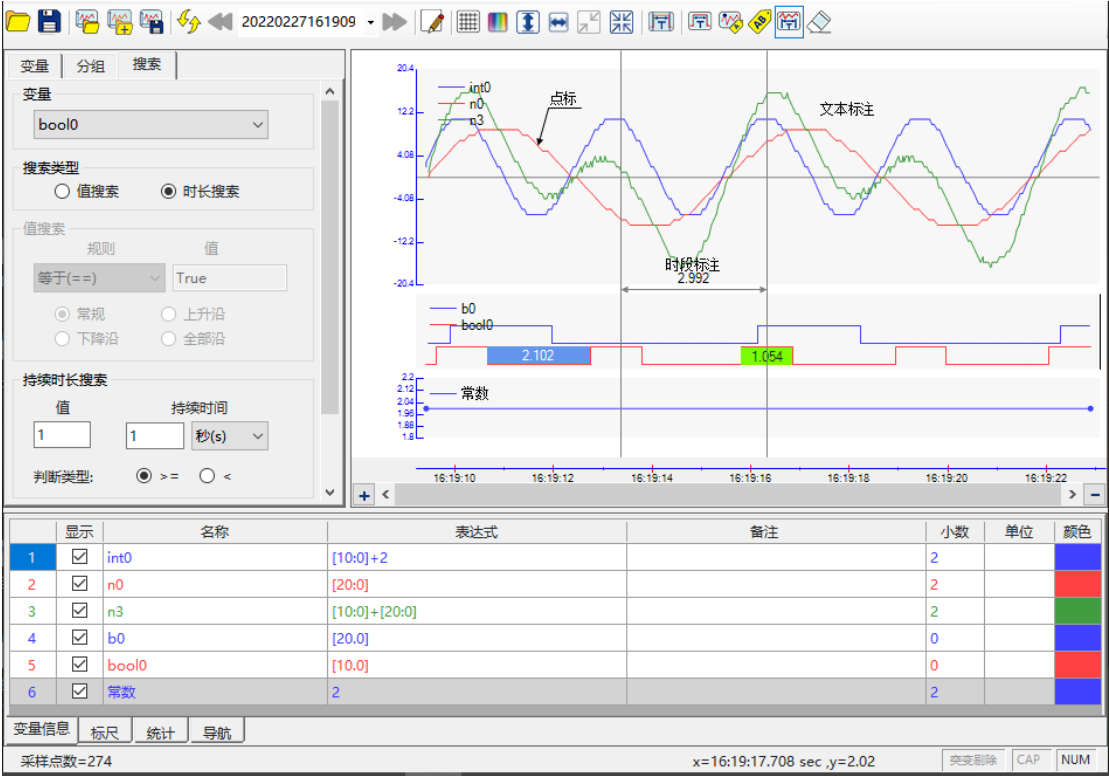 20220227161909
变量 分组 搜索
变量
bool0
搜索类型
值搜索 时长搜索
值搜索
规则 值
等于(==) True
常规 上升沿
下降沿 全部沿
持续时长搜索
值 持续时间
1 1 秒(s)
判断类型: >= <
20.4
12.2
4.08
-4.08
-12.2
-20.4
int0
n0
n3
点标
文本标注
时段标注
2.992
b0
bool0
2.102 1.054
2.2
2.12
2.04
1.96
1.88
1.8
常数
16:19:10 16:19:12 16:19:14 16:19:16 16:19:18 16:19:20 16:19:22
显示 名称 表达式 备注 小数 单位 颜色
1 int0 [10:0]+2 2
2 n0 [20:0] 2
3 n3 [10:0]+[20:0] 2
4 b0 [20.0] 0
5 bool0 [10.0] 0
6 常数 2 2
变量信息 标尺 统计 导航
采样点数=274 x=16:19:17.708 sec ,y=2.02 突变剔除 CAP NUM